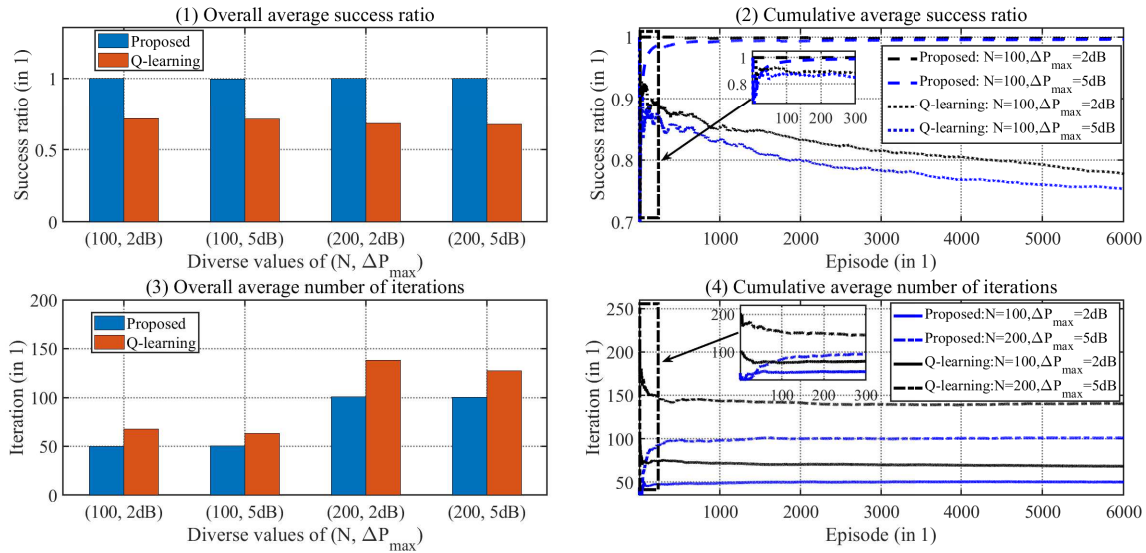 (1) Overall average success ratio
Success ratio (in 1)
1
0.5
0
Proposed
Q-learning
(100, 2dB) (100, 5dB) (200, 2dB) (200, 5dB)
Diverse values of (N, ΔPmax)
(2) Cumulative average success ratio
Success ratio (in 1)
1
0.9
0.8
0.7
1
0.8
100 200 300
Proposed: N=100,ΔPmax=2dB
Proposed: N=100,ΔPmax=5dB
Q-learning: N=100,ΔPmax=2dB
Q-learning: N=100,ΔPmax=5dB
1000 2000 3000 4000 5000 6000
Episode (in 1)
(3) Overall average number of iterations
Iteration (in 1)
200
150
100
50
0
Proposed
Q-learning
(100, 2dB) (100, 5dB) (200, 2dB) (200, 5dB)
Diverse values of (N, ΔPmax)
(4) Cumulative average number of iterations
Iteration (in 1)
250
200
150
100
50
200
100
100 200 300
Proposed:N=100,ΔPmax=2dB
Proposed:N=200,ΔPmax=5dB
Q-learning:N=100,ΔPmax=2dB
Q-learning:N=200,ΔPmax=5dB
1000 2000 3000 4000 5000 6000
Episode (in 1)